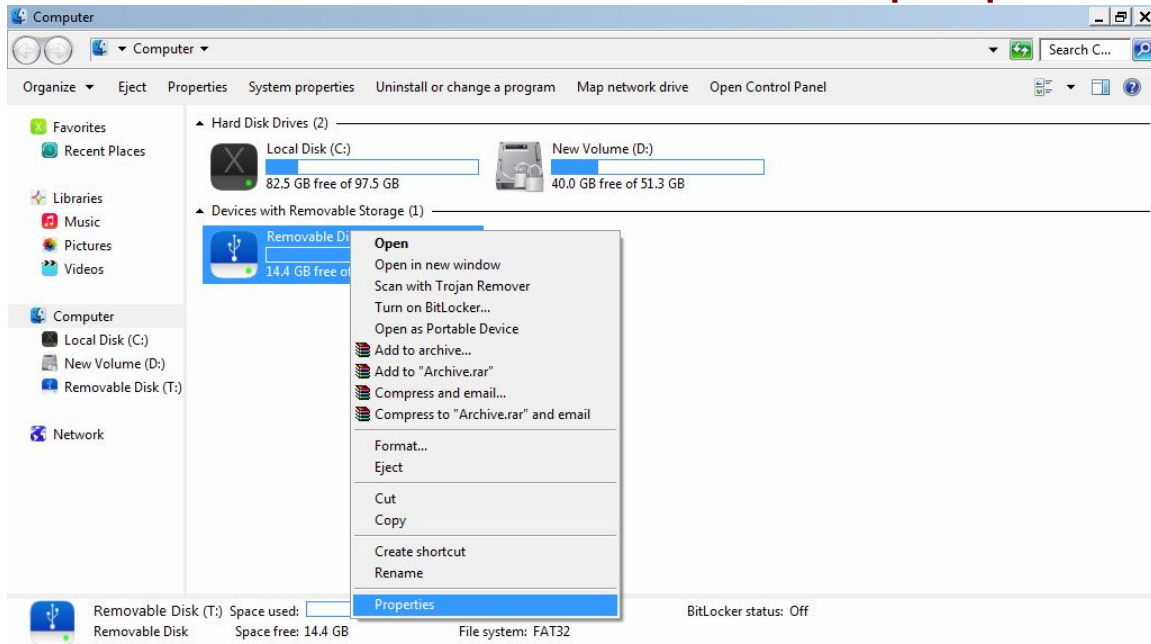 Computer
Computer
Search C...
Organize Eject Properties System properties Uninstall or change a program Map network drive Open Control Panel
Favorites
Recent Places
Libraries
Music
Pictures
Videos
Computer
Local Disk (C:)
New Volume (D:)
Removable Disk (T:)
Network
Hard Disk Drives (2)
Local Disk (C:)
82.5 GB free of 97.5 GB
New Volume (D:)
40.0 GB free of 51.3 GB
Devices with Removable Storage (1)
Removable Di
14.4 GB free of
Open
Open in new window
Scan with Trojan Remover
Turn on BitLocker...
Open as Portable Device
Add to archive...
Add to "Archive.rar"
Compress and email...
Compress to "Archive.rar" and email
Format...
Eject
Cut
Copy
Create shortcut
Rename
Properties
Removable Disk (T:) Space used: BitLocker status: Off
Removable Disk Space free: 14.4 GB File system: FAT32